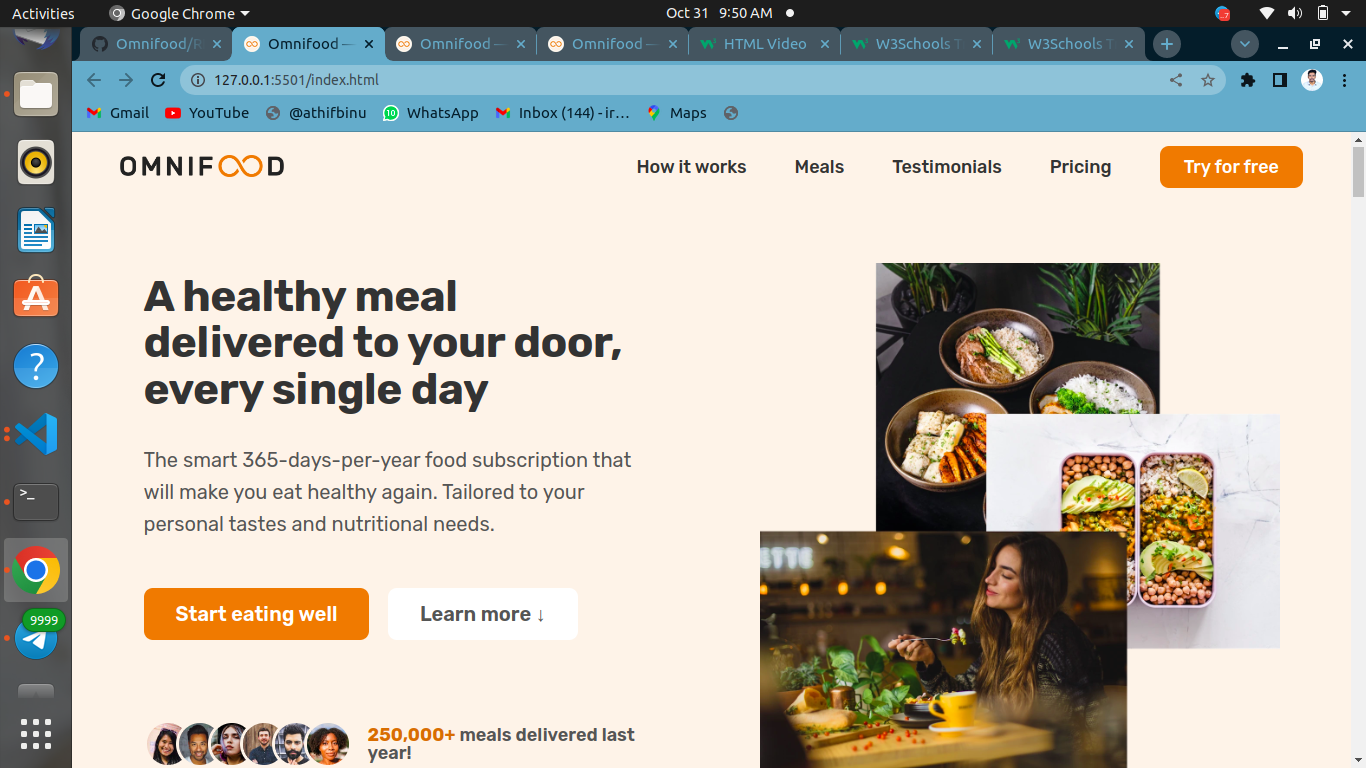 Activities
Google Chrome
Oct 31 9:50 AM
Omnifood/R
Omnifood —
Omnifood —
Omnifood —
HTML Video
W3Schools T
W3Schools T
127.0.0.1:5501/index.html
Gmail
YouTube
@athifbinu
WhatsApp
Inbox (144) - ir…
Maps
OMNIFOOD
How it works
Meals
Testimonials
Pricing
Try for free
A healthy meal
delivered to your door,
every single day
The smart 365-days-per-year food subscription that
will make you eat healthy again. Tailored to your
personal tastes and nutritional needs.
Start eating well
Learn more ↓
250,000+ meals delivered last
year!
9999